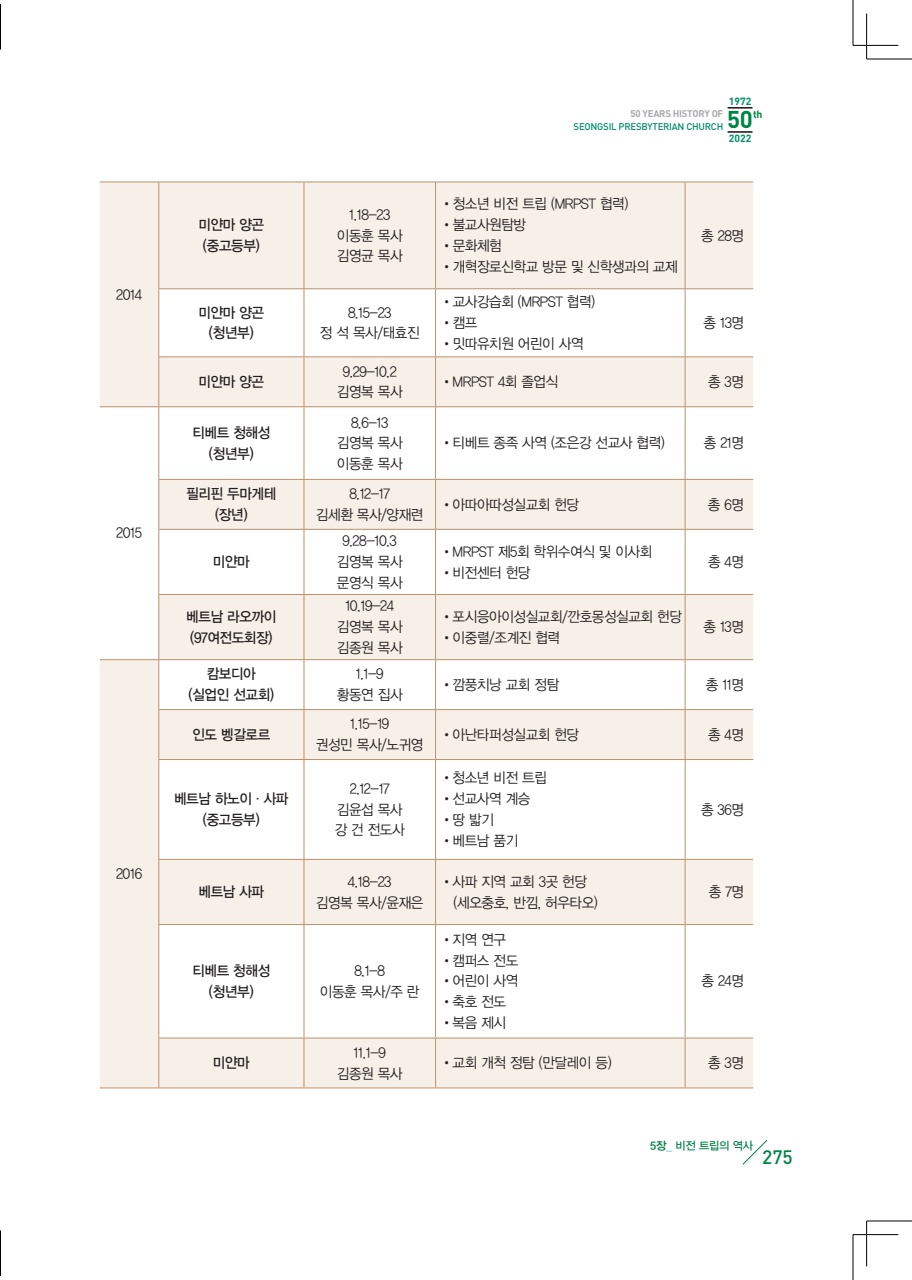 1972
50 YEARS HISTORY OF
SEONGSIL PRESBYTERIAN CHURCH
50th
2022
2014
미얀마 양곤
(중고등부)
1.18-23
이동훈 목사
김영균 목사
• 청소년 비전 트립 (MRPST 협력)
• 불교사원탐방
• 문화체험
• 개혁장로신학교 방문 및 신학생과의 교제
총 28명
미얀마 양곤
(청년부)
8.15-23
정 석 목사/태효진
• 교사강습회 (MRPST 협력)
• 캠프
• 밋따유치원 어린이 사역
총 13명
미얀마 양곤
9.29-10.2
김영복 목사
• MRPST 4회 졸업식
총 3명
2015
티베트 청해성
(청년부)
8.6-13
김영복 목사
이동훈 목사
• 티베트 종족 사역 (조은강 선교사 협력)
총 21명
필리핀 두마게테
(장년)
8.12-17
김세환 목사/양재련
• 아따아따성실교회 헌당
총 6명
미얀마
9.28-10.3
김영복 목사
문영식 목사
• MRPST 제5회 학위수여식 및 이사회
• 비전센터 헌당
총 4명
베트남 라오까이
(97여전도회장)
10.19-24
김영복 목사
김종원 목사
• 포시응아이성실교회/깐호몽성실교회 헌당
• 이중렬/조계진 협력
총 13명
2016
캄보디아
(실업인 선교회)
1.1-9
황동연 집사
• 깜풍치낭 교회 정탐
총 11명
인도 벵갈로르
1.15-19
권성민 목사/노귀영
• 아난타퍼성실교회 헌당
총 4명
베트남 하노이 · 사파
(중고등부)
2.12-17
김윤섭 목사
강 건 전도사
• 청소년 비전 트립
• 선교사역 계승
• 땅 밟기
• 베트남 품기
총 36명
베트남 사파
4.18-23
김영복 목사/윤재은
• 사파 지역 교회 3곳 헌당
(세오충호, 반낌, 허우타오)
총 7명
티베트 청해성
(청년부)
8.1-8
이동훈 목사/주 란
• 지역 연구
• 캠퍼스 전도
• 어린이 사역
• 축호 전도
• 복음 제시
총 24명
미얀마
11.1-9
김종원 목사
• 교회 개척 정탐 (만달레이 등)
총 3명
5장_ 비전 트립의 역사
275